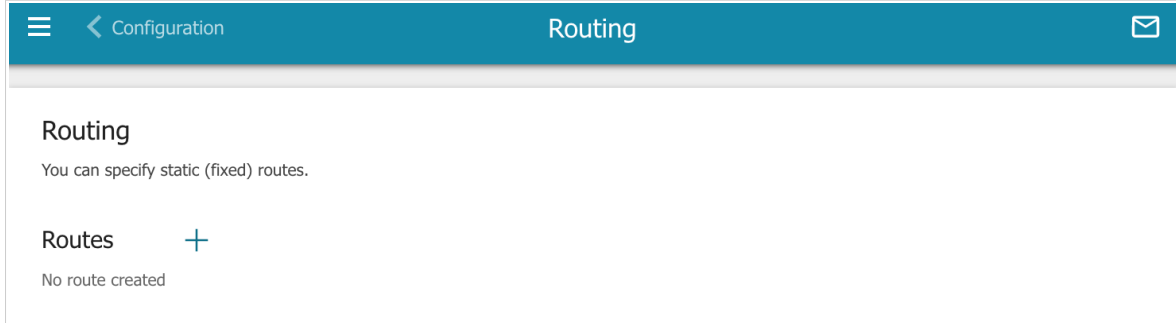 Configuration
Routing
Routing
You can specify static (fixed) routes.
Routes
No route created